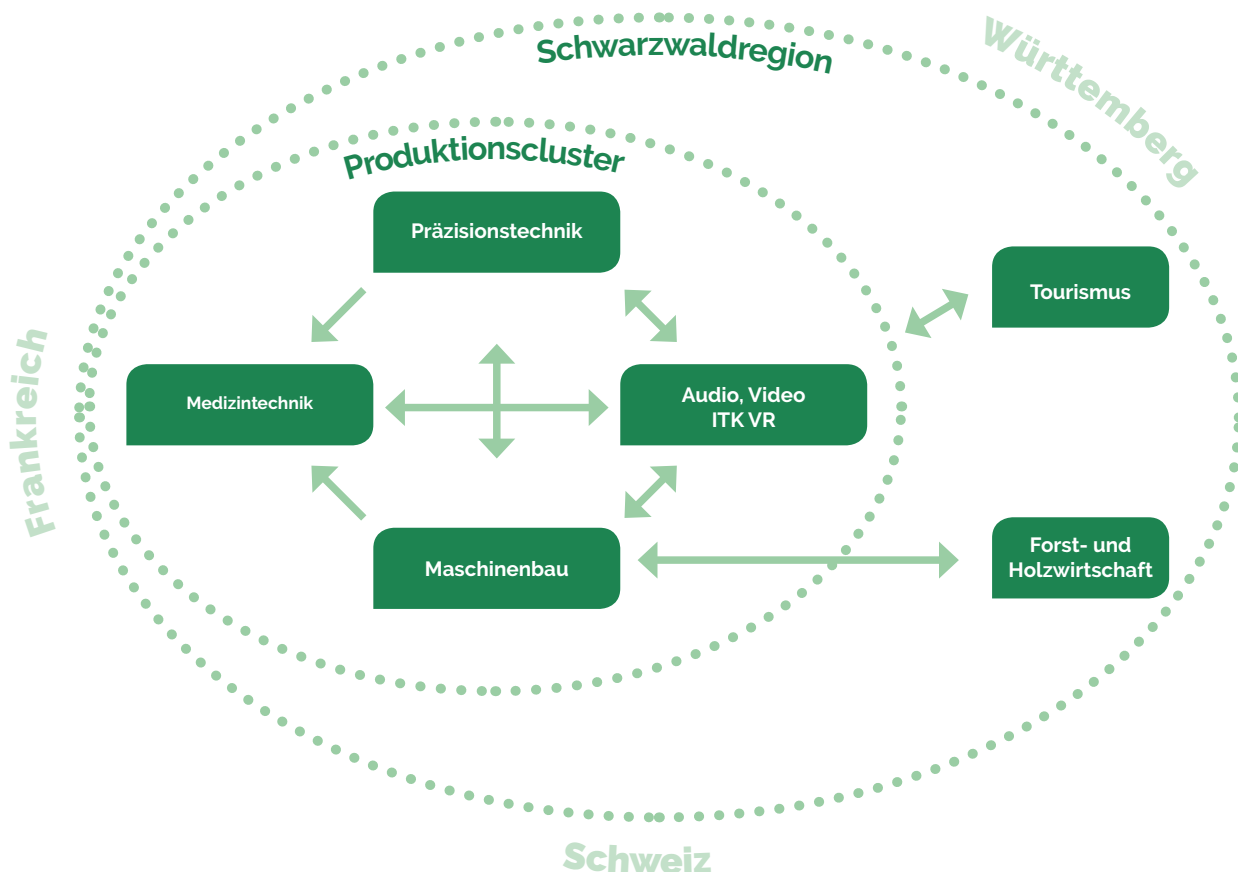 Schwarzwaldregion
Württemberg
Produktionscluster
Präzisionstechnik
Tourismus
Frankreich
Medizintechnik
Audio, Video
ITK VR
Maschinenbau
Forst- und
Holzwirtschaft
Schweiz